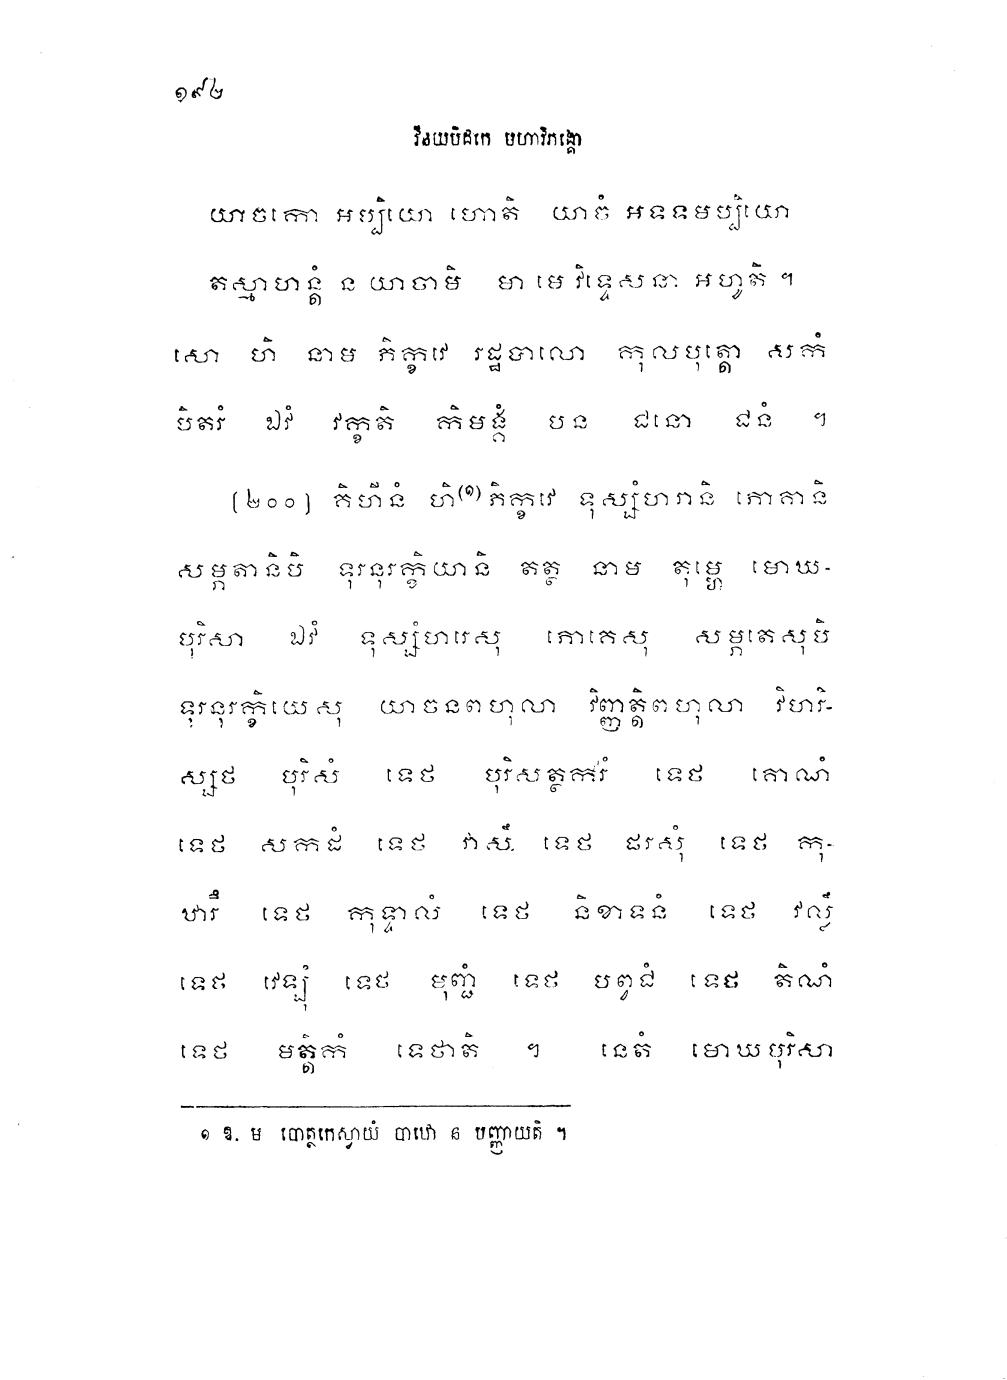 ១៩៤
វិនយបិដកេ មហាវិភង្គោ
យាចកោ អប្បិយោ ហោតិ យាចំ អទទមប្បិយោ
តស្មាហន្តំ ន យាចាមិ មា មេ វិទ្ទេសនា អហូតិ ។
សោ ហិ នាម ភិក្ខវេ រដ្ឋបាលោ កុលបុត្តោ សកំ
បិតរំ ឯវំ វក្ខតិ កិមង្គំ បន ជនោ ជនំ ។
(២០០) គិហីនំ ហិ(១) ភិក្ខវេ ទុស្សំហរានិ ភោគានិ
សម្ភតានិបិ ទុរនុរក្ខិយានិ តត្ថ នាម តុម្ហេ មោឃ-
បុរិសា ឯវំ ទុស្សំហរេសុ ភោគេសុ សម្ភតេសុបិ
ទុរនុរក្ខិយេសុ យាចនពហុលា វិញ្ញត្តិពហុលា វិហរិ-
ស្សថ បុរិសំ ទេថ បុរិសត្ថករំ ទេថ គោណំ
ទេថ សកដំ ទេថ វាសឹ ទេថ ផរសុំ ទេថ កុ-
ឋារឹ ទេថ កុទ្ទាលំ ទេថ និខាទនំ ទេថ វល្លឹ
ទេថ វេឡុំ ទេថ មុញ្ជំ ទេថ បព្វជំ ទេថ តិណំ
ទេថ មត្តិកំ ទេថាតិ ។ នេតំ មោឃបុរិសា
១ ឱ. ម បោត្ថកេស្វាយំ បាឋោ ន បញ្ញាយតិ ។